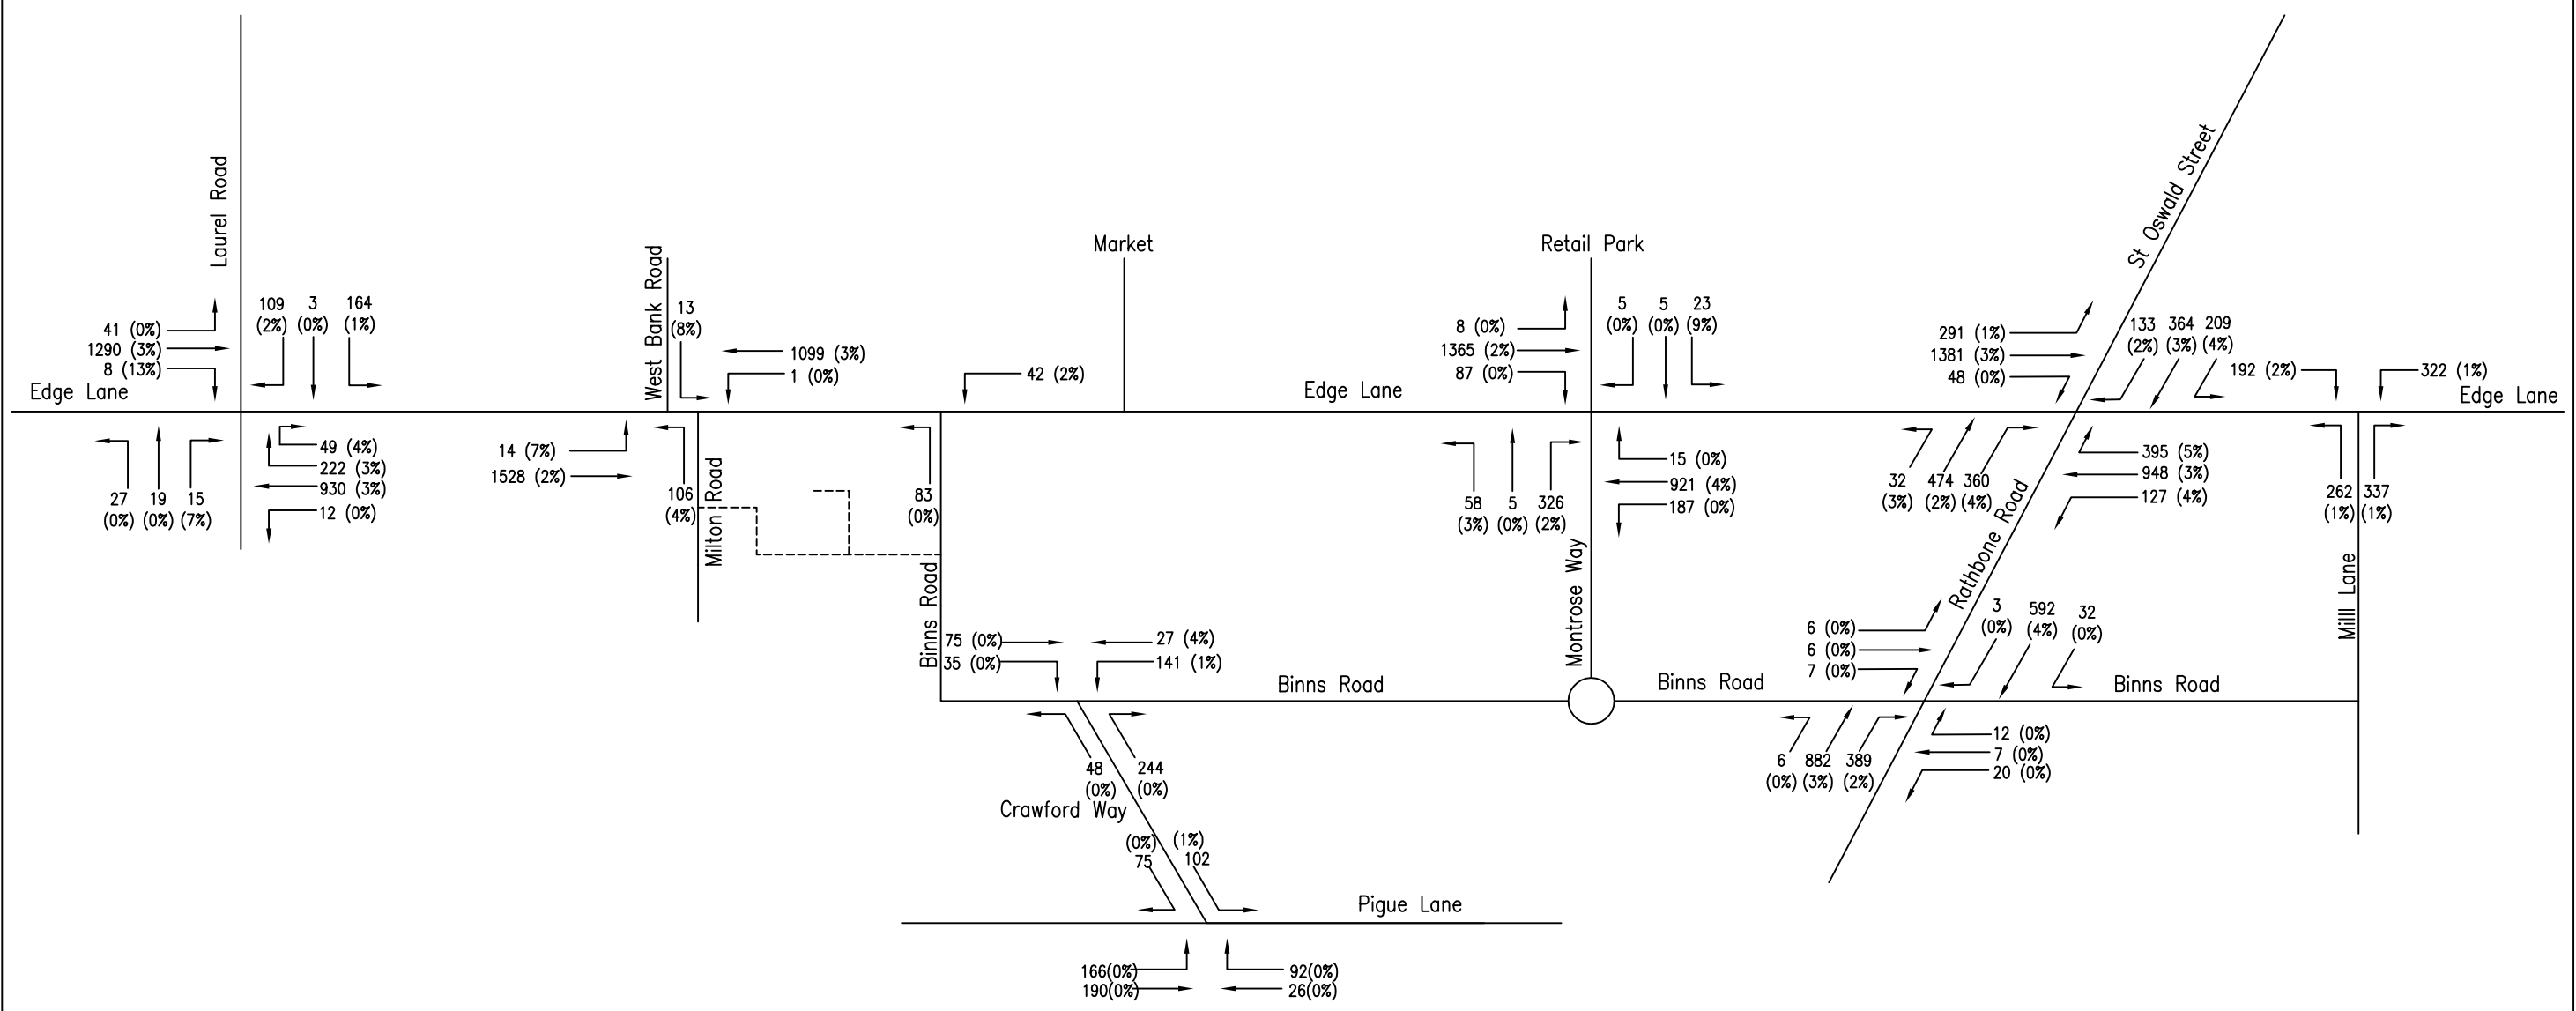 Laurel Road
41 (0%)
1290 (3%)
8 (13%)
109 3 164
(2%) (0%) (1%)
Edge Lane
27 19 15
(0%) (0%) (7%)
49 (4%)
222 (3%)
930 (3%)
12 (0%)
West Bank Road
13
(8%)
1099 (3%)
1 (0%)
14 (7%)
1528 (2%)
106
(4%)
Milton Road
42 (2%)
83
(0%)
Binns Road
Market
Edge Lane
Retail Park
8 (0%)
1365 (2%)
87 (0%)
5 5 23
(0%) (0%) (9%)
58 5 326
(3%) (0%) (2%)
15 (0%)
921 (4%)
187 (0%)
Montrose Way
St Oswald Street
291 (1%)
1381 (3%)
48 (0%)
133 364 209
(2%) (3%) (4%)
32 474 360
(3%) (2%) (4%)
395 (5%)
948 (3%)
127 (4%)
Rathbone Road
192 (2%)
322 (1%)
Edge Lane
262 337
(1%) (1%)
Mill Lane
75 (0%)
35 (0%)
27 (4%)
141 (1%)
Binns Road
Binns Road
6 (0%)
6 (0%)
7 (0%)
3 592 32
(0%) (4%) (0%)
Binns Road
6 882 389
(0%) (3%) (2%)
12 (0%)
7 (0%)
20 (0%)
48 244
(0%) (0%)
Crawford Way
(0%) (1%)
75 102
Pigue Lane
166(0%)
190(0%)
92(0%)
26(0%)